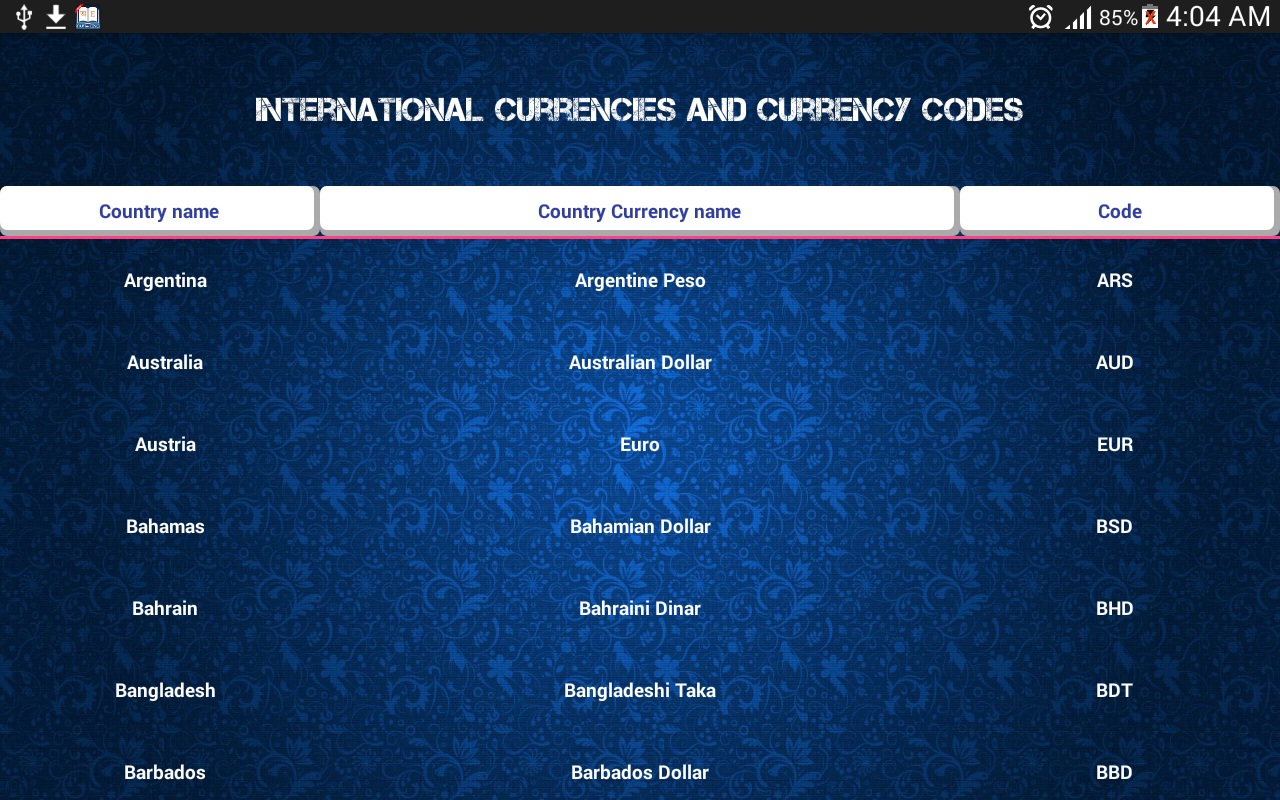 85% 4:04 AM
INTERNATIONAL CURRENCIES AND CURRENCY CODES
Country name Country Currency name Code
Argentina Argentine Peso ARS
Australia Australian Dollar AUD
Austria Euro EUR
Bahamas Bahamian Dollar BSD
Bahrain Bahraini Dinar BHD
Bangladesh Bangladeshi Taka BDT
Barbados Barbados Dollar BBD